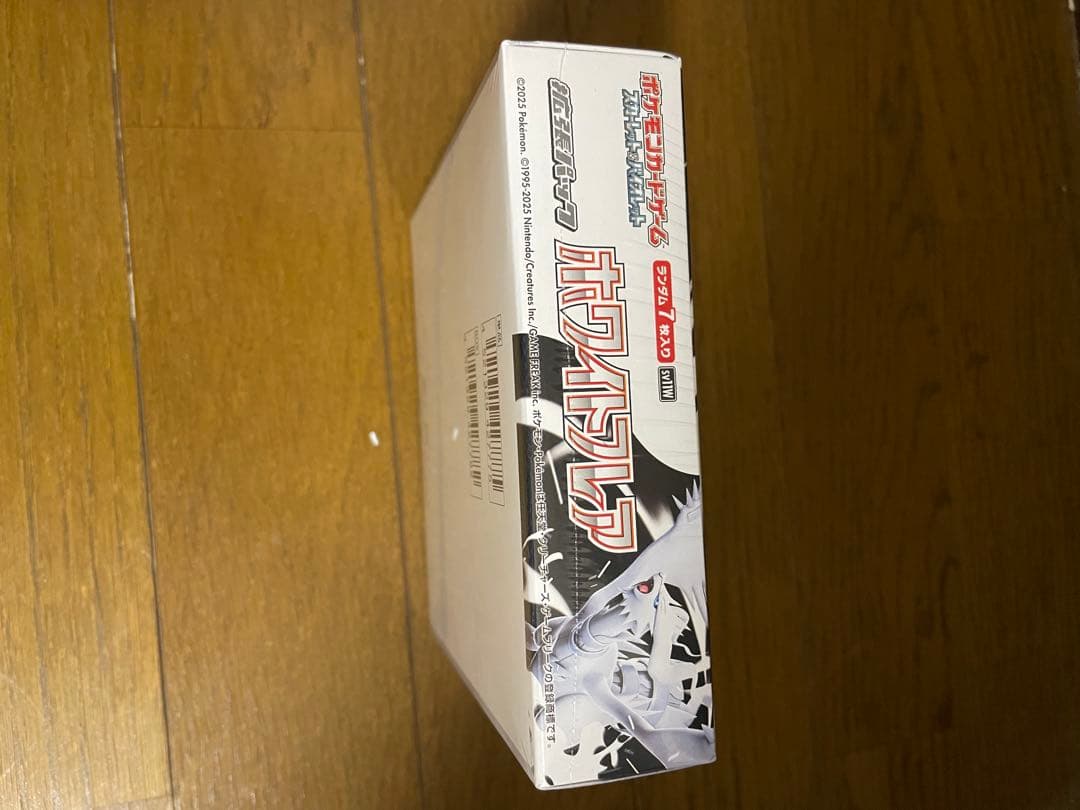 ポケモンカードゲーム
スカーレット&バイオレット
ランダム7枚入り
sv11W
拡張パック
ホワイトフレア
©2025 Pokémon. ©1995-2025 Nintendo/Creatures Inc./GAME FREAK inc. ポケモン・Pokémonは任天堂・クリーチャーズ・ゲームフリークの登録商標です。